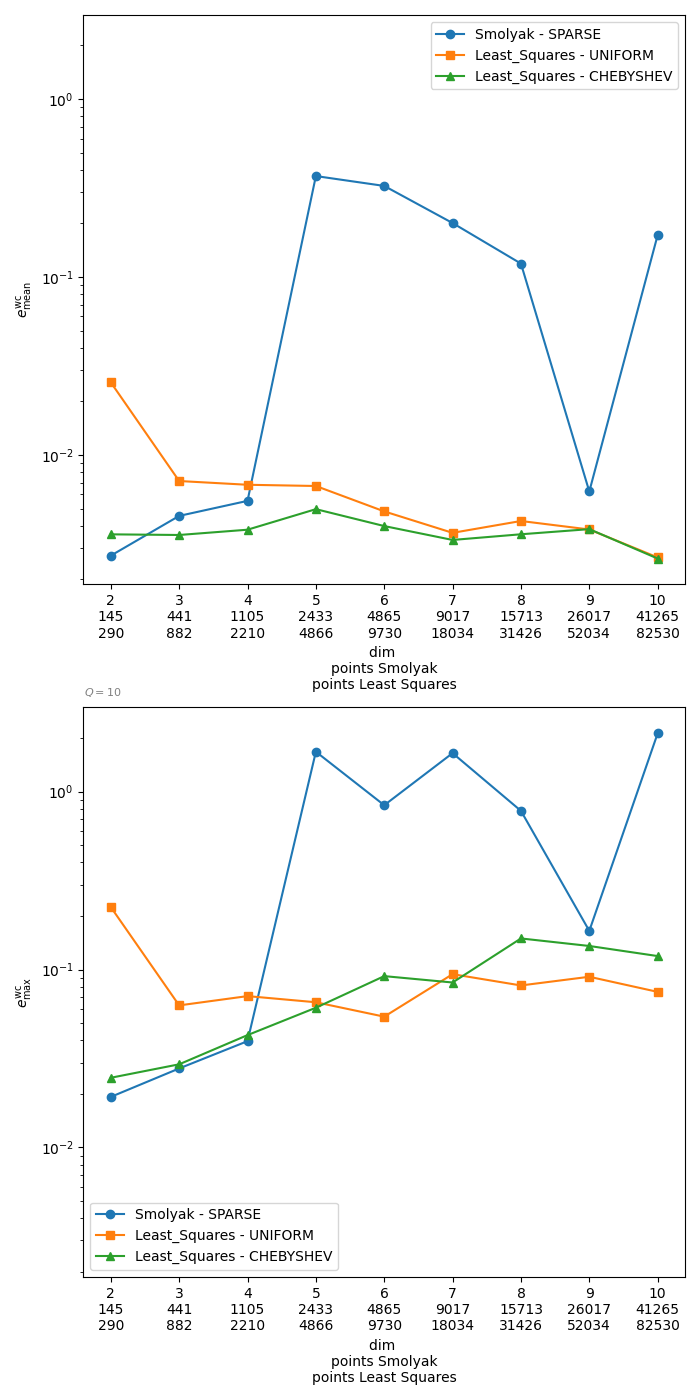 Smolyak - SPARSE
Least_Squares - UNIFORM
Least_Squares - CHEBYSHEV
10⁰
10⁻¹
10⁻²
e^wc_mean
2 3 4 5 6 7 8 9 10
145 441 1105 2433 4865 9017 15713 26017 41265
290 882 2210 4866 9730 18034 31426 52034 82530
dim
points Smolyak
points Least Squares
Q = 10
10⁰
10⁻¹
10⁻²
e^wc_max
Smolyak - SPARSE
Least_Squares - UNIFORM
Least_Squares - CHEBYSHEV
2 3 4 5 6 7 8 9 10
145 441 1105 2433 4865 9017 15713 26017 41265
290 882 2210 4866 9730 18034 31426 52034 82530
dim
points Smolyak
points Least Squares